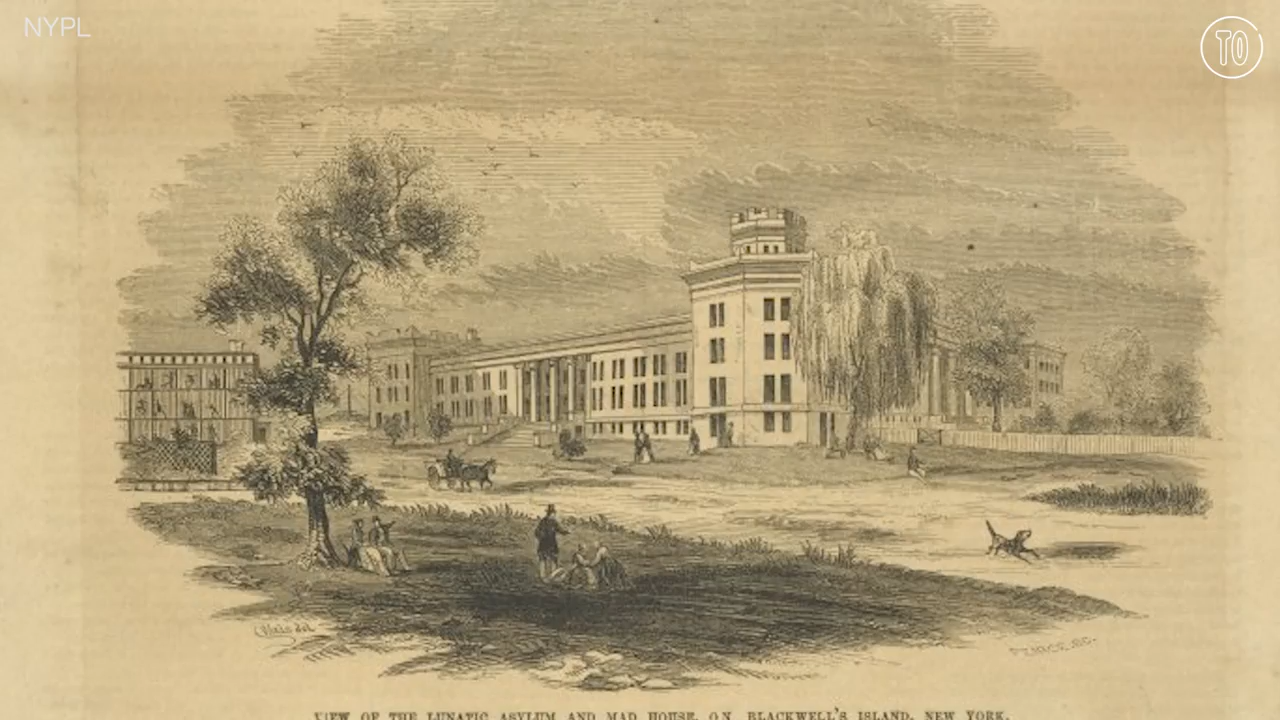 NYPL
TO
VIEW OF THE LUNATIC ASYLUM AND MAD HOUSE, ON BLACKWELL'S ISLAND, NEW YORK.